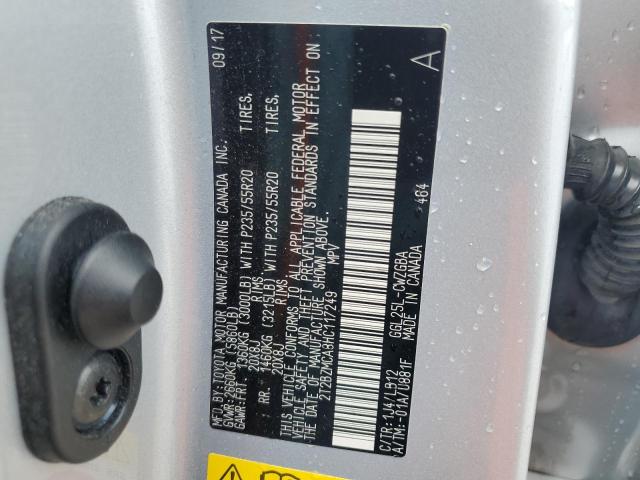 MFD. BY: TOYOTA MOTOR MANUFACTURING CANADA INC. 09/17
GVWR: 2660KG (5860LB)
GAWR: FRT. 1360KG (3000LB) WITH P235/55R20 TIRES,
20X8J RIMS,
RR. 1460KG (3215LB) WITH P235/55R20 TIRES,
20X8J RIMS,
THIS VEHICLE CONFORMS TO ALL APPLICABLE FEDERAL MOTOR
VEHICLE SAFETY AND THEFT PREVENTION STANDARDS IN EFFECT ON
THE DATE OF MANUFACTURE SHOWN ABOVE.
2T2BZMCA8HC117249 MPV A
464
C/TR: 1J4/LB12 GGL25L-CWZGBA
A/TM:-01A/U881F MADE IN CANADA